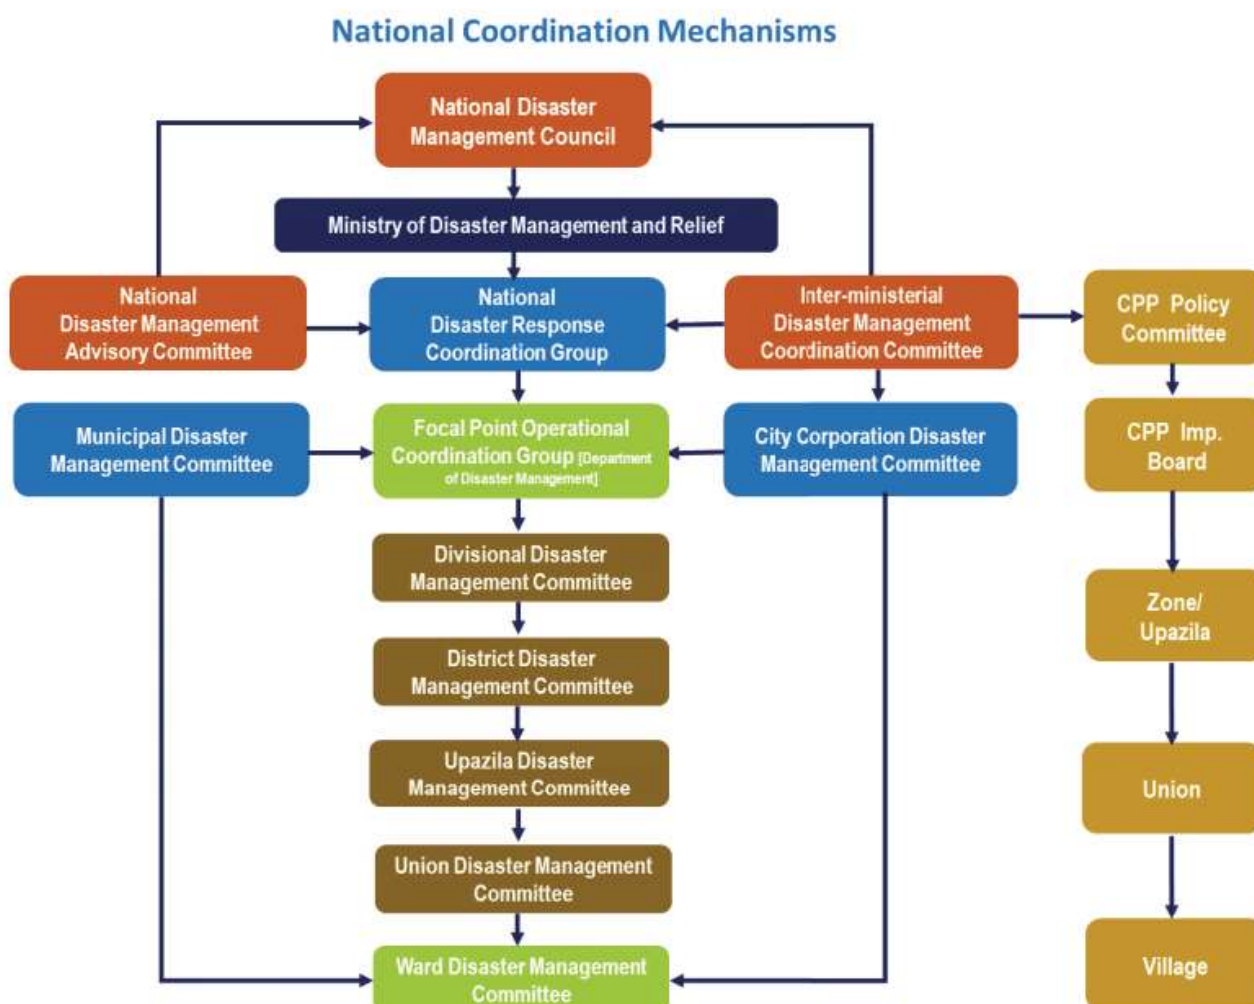 National Coordination Mechanisms
National Disaster
Management Council
Ministry of Disaster Management and Relief
National
Disaster Management
Advisory Committee
National
Disaster Response
Coordination Group
Inter-ministerial
Disaster Management
Coordination Committee
CPP Policy
Committee
Municipal Disaster
Management Committee
Focal Point Operational
Coordination Group [Department
of Disaster Management]
City Corporation Disaster
Management Committee
CPP Imp.
Board
Divisional Disaster
Management Committee
Zone/
Upazila
District Disaster
Management Committee
Upazila Disaster
Management Committee
Union
Union Disaster Management
Committee
Ward Disaster Management
Committee
Village